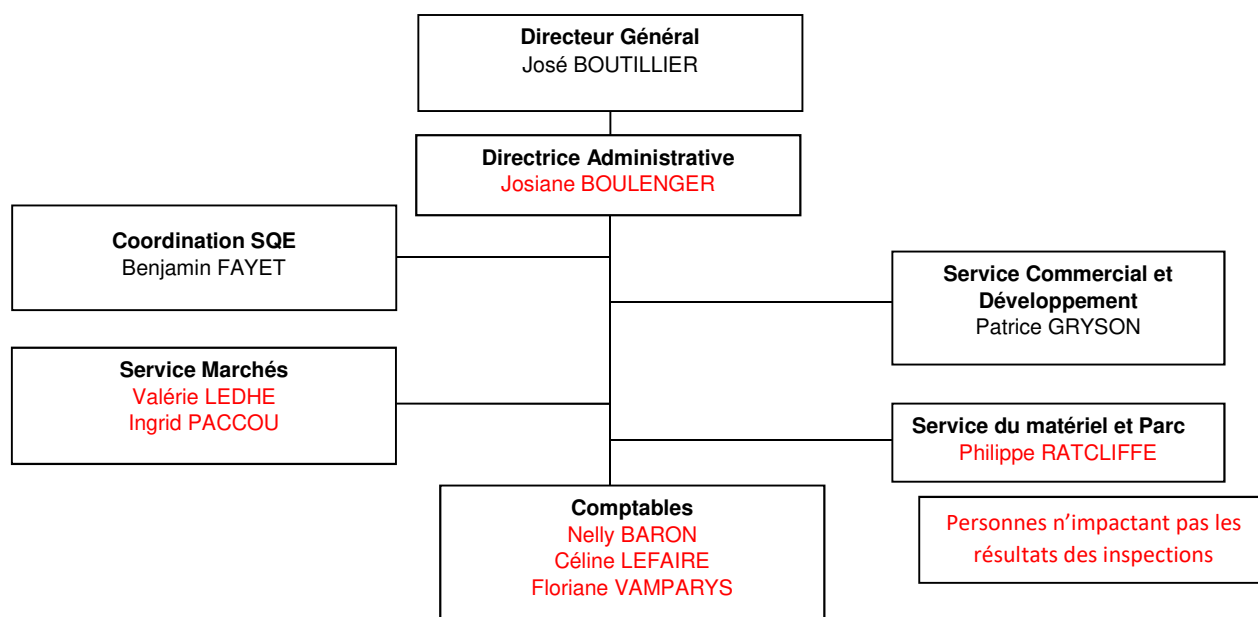 Directeur Général
José BOUTILLIER
Directrice Administrative
Josiane BOULENGER
Coordination SQE
Benjamin FAYET
Service Commercial et
Développement
Patrice GRYSON
Service Marchés
Valérie LEDHE
Ingrid PACCOU
Service du matériel et Parc
Philippe RATCLIFFE
Comptables
Nelly BARON
Céline LEFAIRE
Floriane VAMPARYS
Personnes n'impactant pas les
résultats des inspections